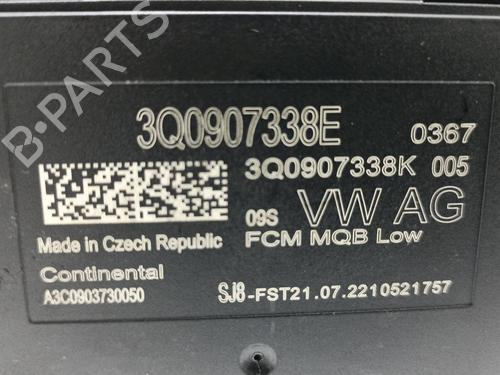 3Q0907338E 0367
3Q0907338K 005
09S VW AG
Made in Czech Republic FCM MQB Low
Continental
A3C0903730050 SJ8-FST21.07.2210521757